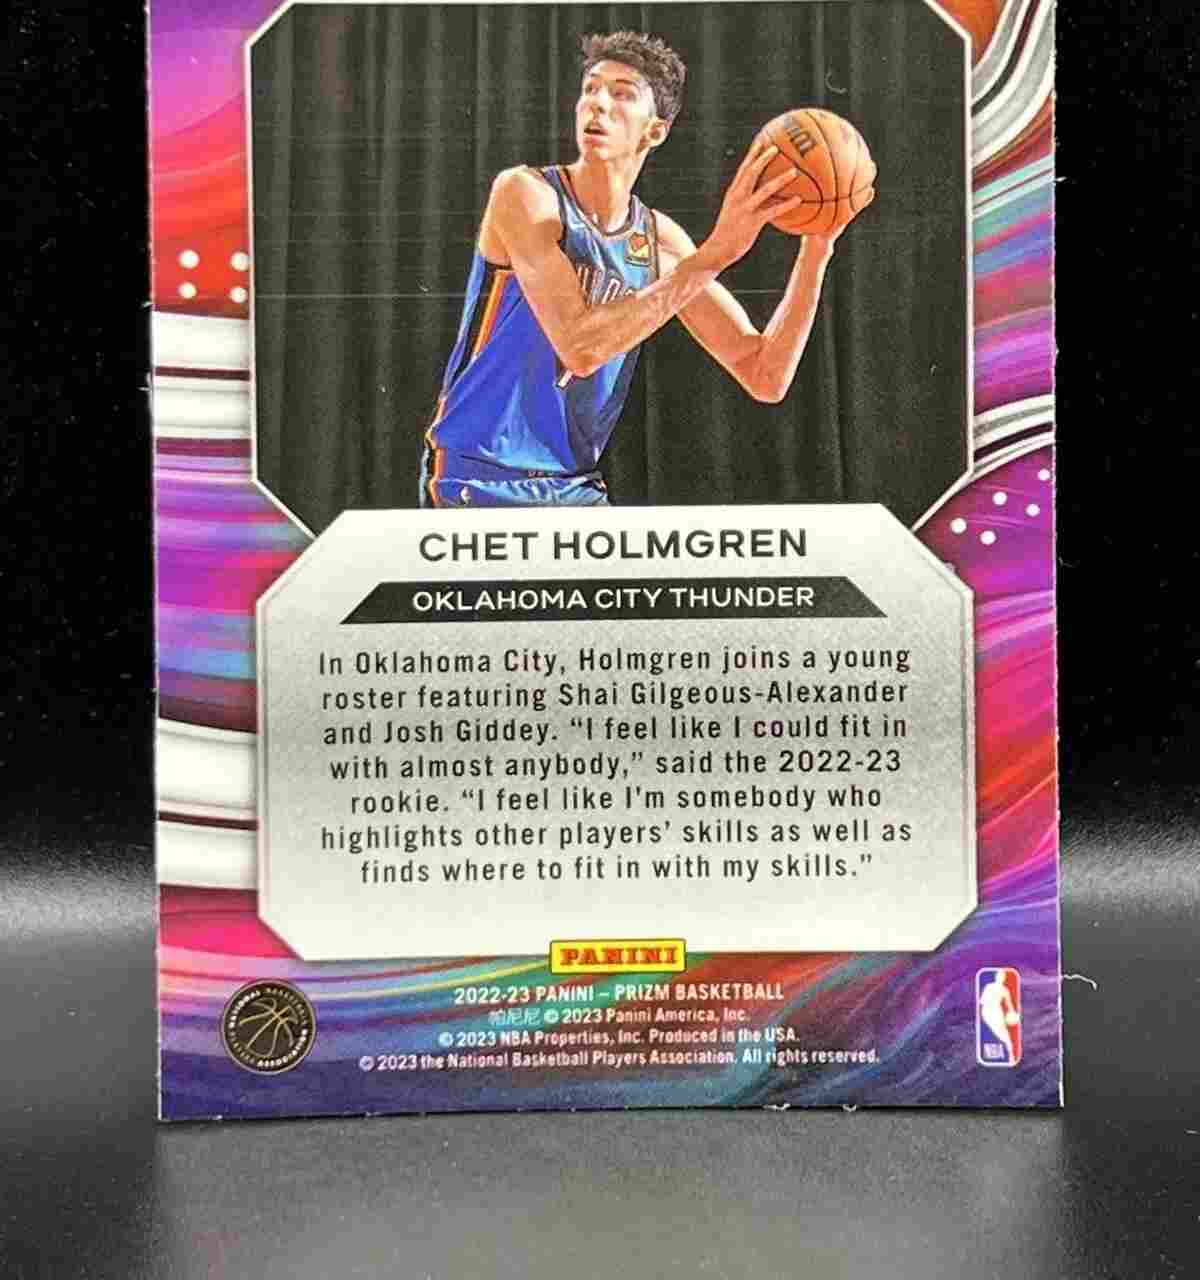 CHET HOLMGREN
OKLAHOMA CITY THUNDER
In Oklahoma City, Holmgren joins a young
roster featuring Shai Gilgeous-Alexander
and Josh Giddey. “I feel like I could fit in
with almost anybody,” said the 2022-23
rookie. “I feel like I'm somebody who
highlights other players’ skills as well as
finds where to fit in with my skills.”
PANINI
2022-23 PANINI – PRIZM BASKETBALL
帕尼尼 © 2023 Panini America, Inc.
© 2023 NBA Properties, Inc. Produced in the USA.
© 2023 the National Basketball Players Association. All rights reserved.
NATIONAL BASKETBALL PLAYERS ASSOCIATION
NBA